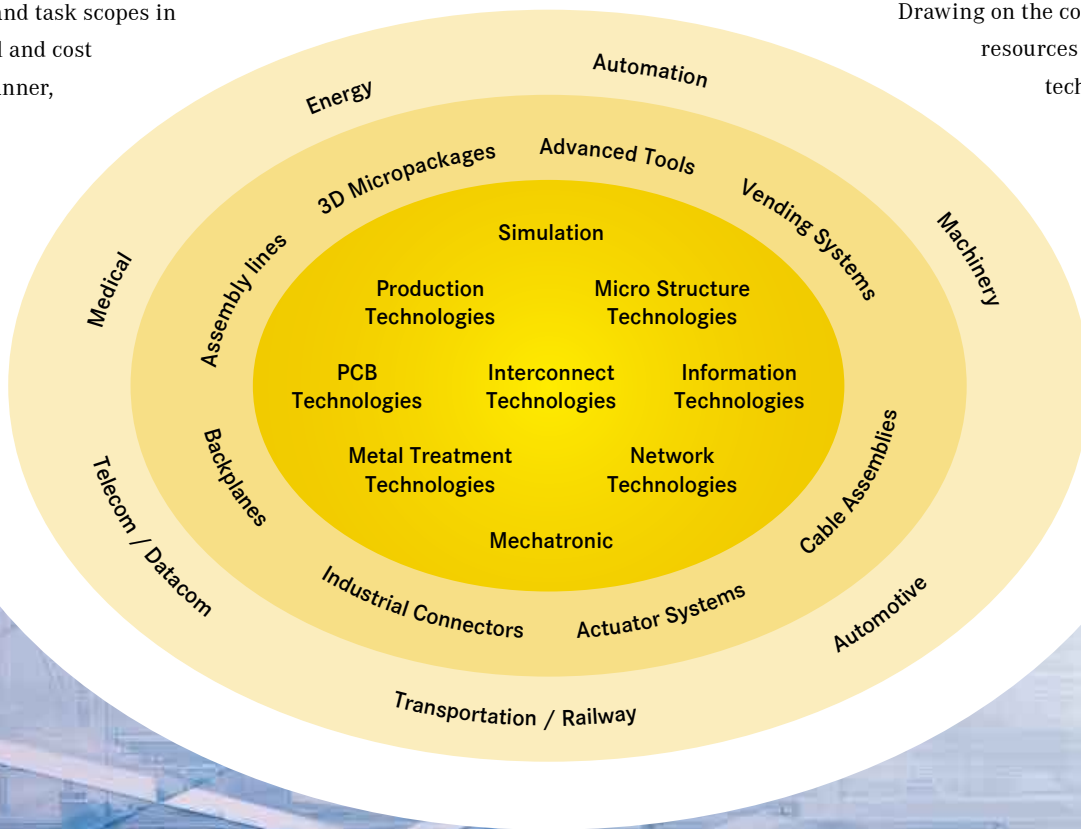 and task scopes in
l and cost
nner,
Drawing on the co
resources
tech
Energy
Automation
Machinery
Automotive
Transportation / Railway
Telecom / Datacom
Medical
3D Micropackages
Advanced Tools
Vending Systems
Cable Assemblies
Actuator Systems
Industrial Connectors
Backplanes
Assembly lines
Simulation
Production
Technologies
Micro Structure
Technologies
PCB
Technologies
Interconnect
Technologies
Information
Technologies
Metal Treatment
Technologies
Network
Technologies
Mechatronic